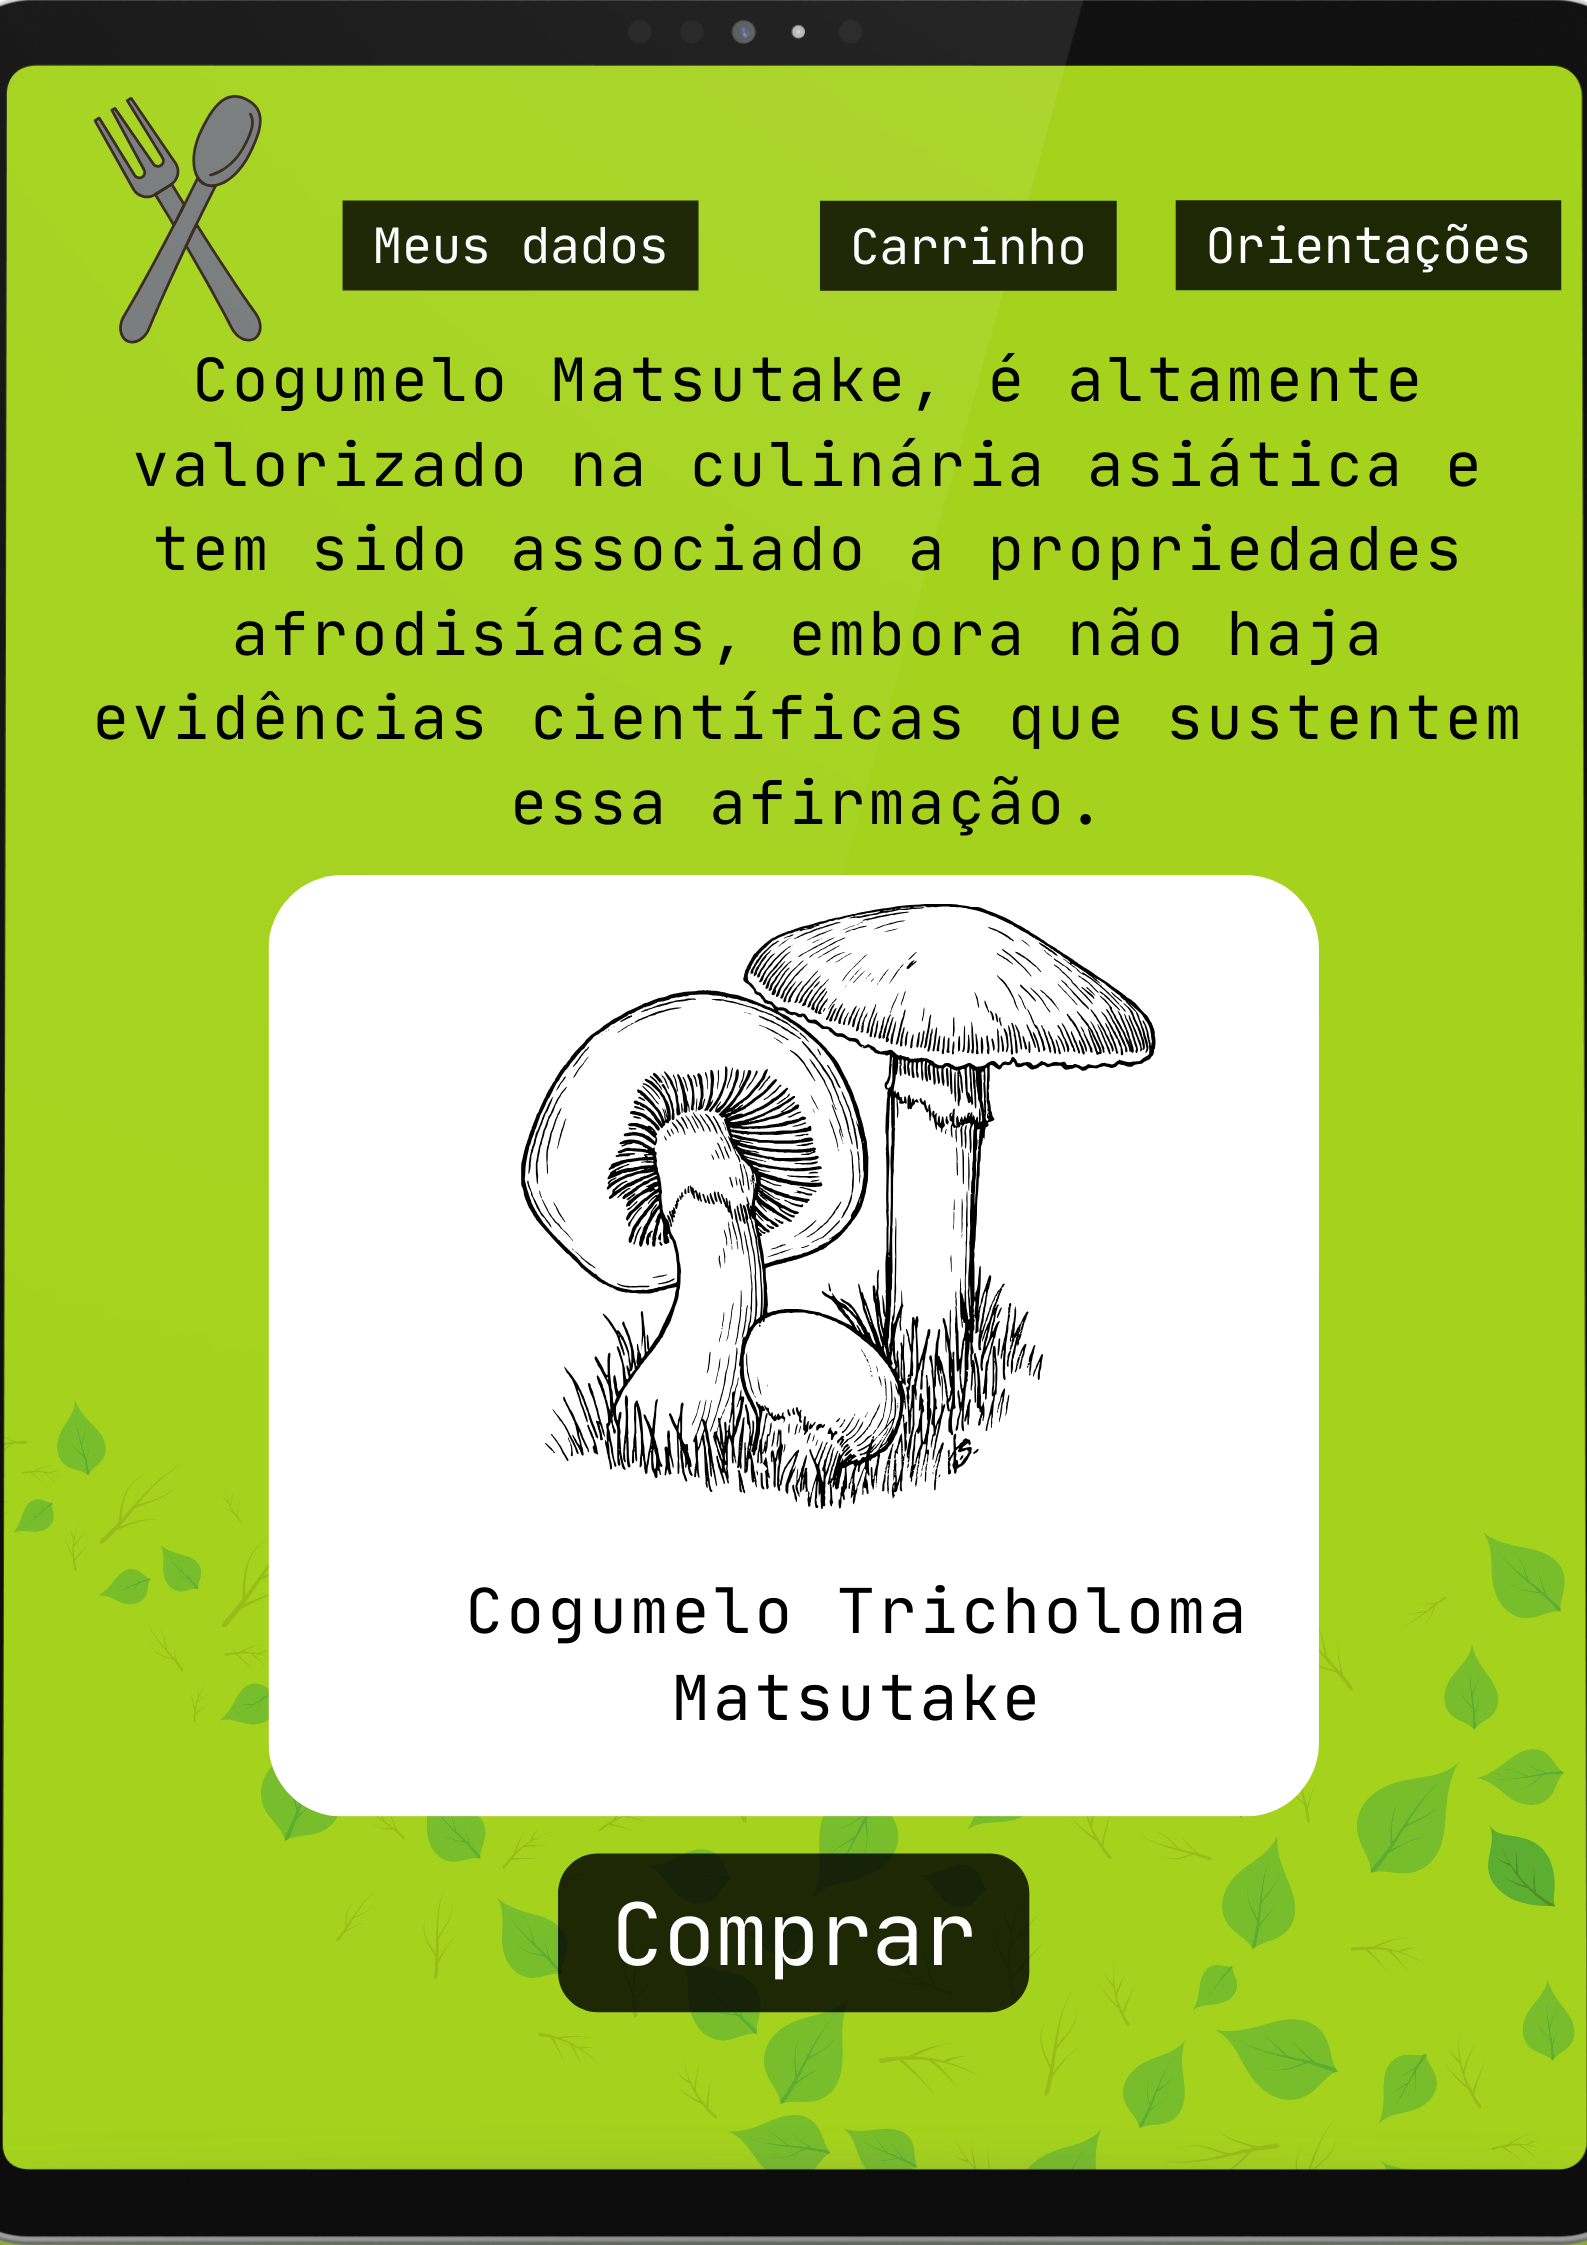 Meus dados
Carrinho
Orientações
Cogumelo Matsutake, é altamente
valorizado na culinária asiática e
tem sido associado a propriedades
afrodisíacas, embora não haja
evidências científicas que sustentem
essa afirmação.
Cogumelo Tricholoma
Matsutake
Comprar